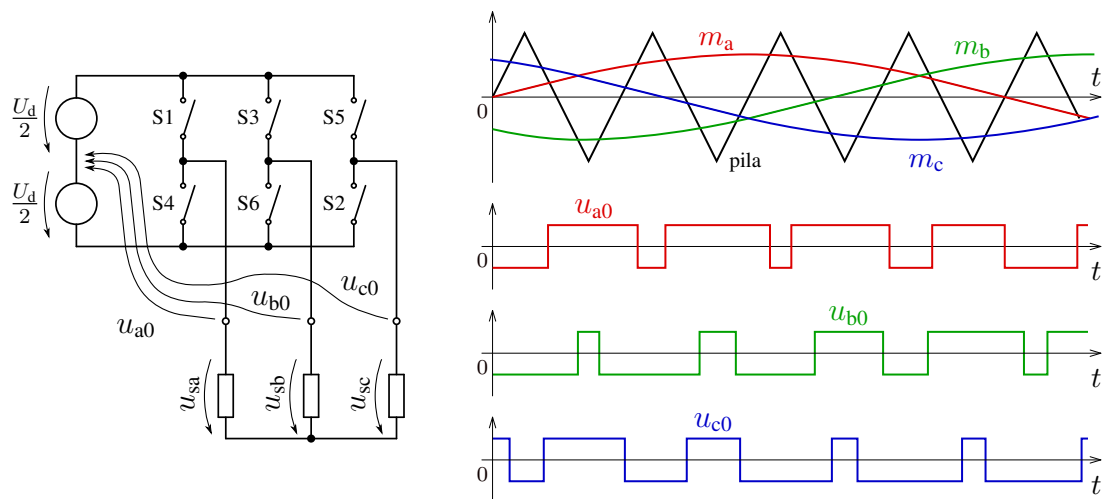 U_d/2
U_d/2
S1
S3
S5
S4
S6
S2
u_a0
u_b0
u_c0
u_sa
u_sb
u_sc
m_a
m_b
m_c
pila
0
t
u_a0
0
t
u_b0
0
t
u_c0
0
t